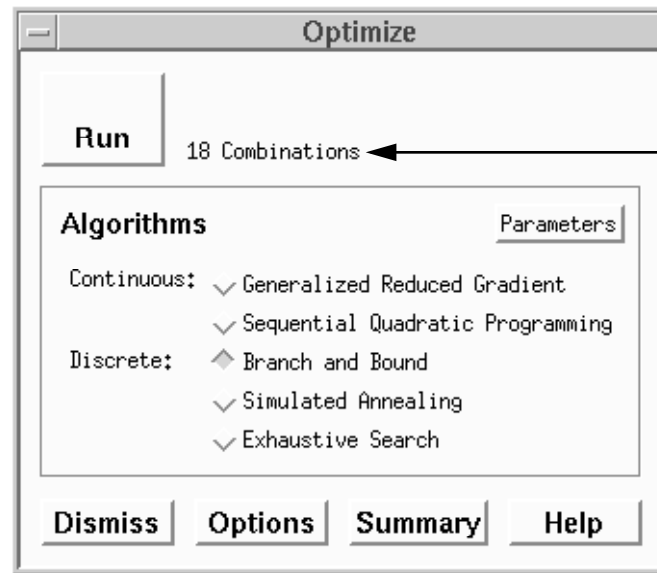 Optimize
Run
18 Combinations
Algorithms
Parameters
Continuous: Generalized Reduced Gradient
Sequential Quadratic Programming
Discrete: Branch and Bound
Simulated Annealing
Exhaustive Search
Dismiss Options Summary Help